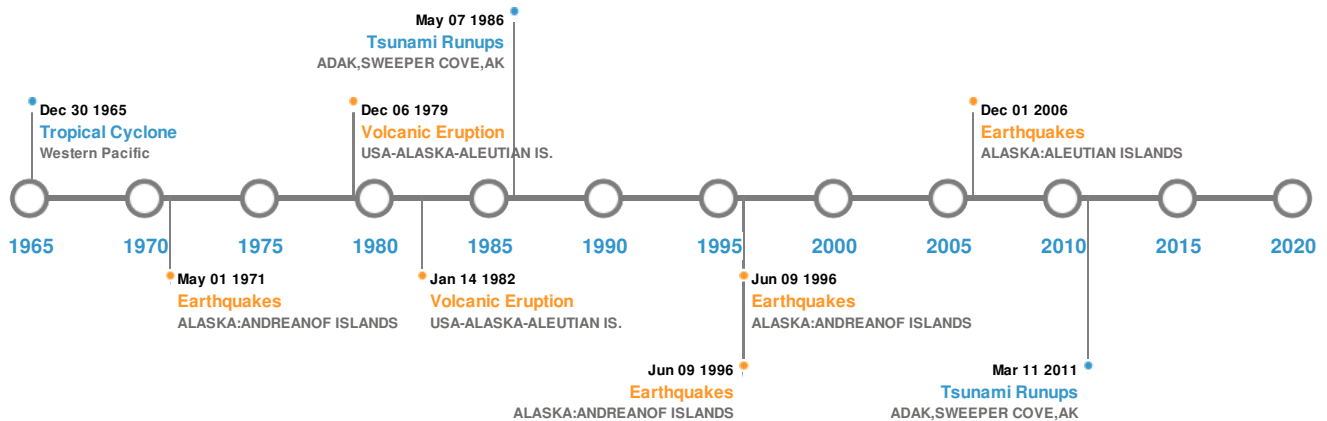 May 07 1986
Tsunami Runups
ADAK,SWEEPER COVE,AK
Dec 30 1965
Tropical Cyclone
Western Pacific
Dec 06 1979
Volcanic Eruption
USA-ALASKA-ALEUTIAN IS.
Dec 01 2006
Earthquakes
ALASKA:ALEUTIAN ISLANDS
1965 1970 1975 1980 1985 1990 1995 2000 2005 2010 2015 2020
May 01 1971
Earthquakes
ALASKA:ANDREANOF ISLANDS
Jan 14 1982
Volcanic Eruption
USA-ALASKA-ALEUTIAN IS.
Jun 09 1996
Earthquakes
ALASKA:ANDREANOF ISLANDS
Jun 09 1996
Earthquakes
ALASKA:ANDREANOF ISLANDS
Mar 11 2011
Tsunami Runups
ADAK,SWEEPER COVE,AK